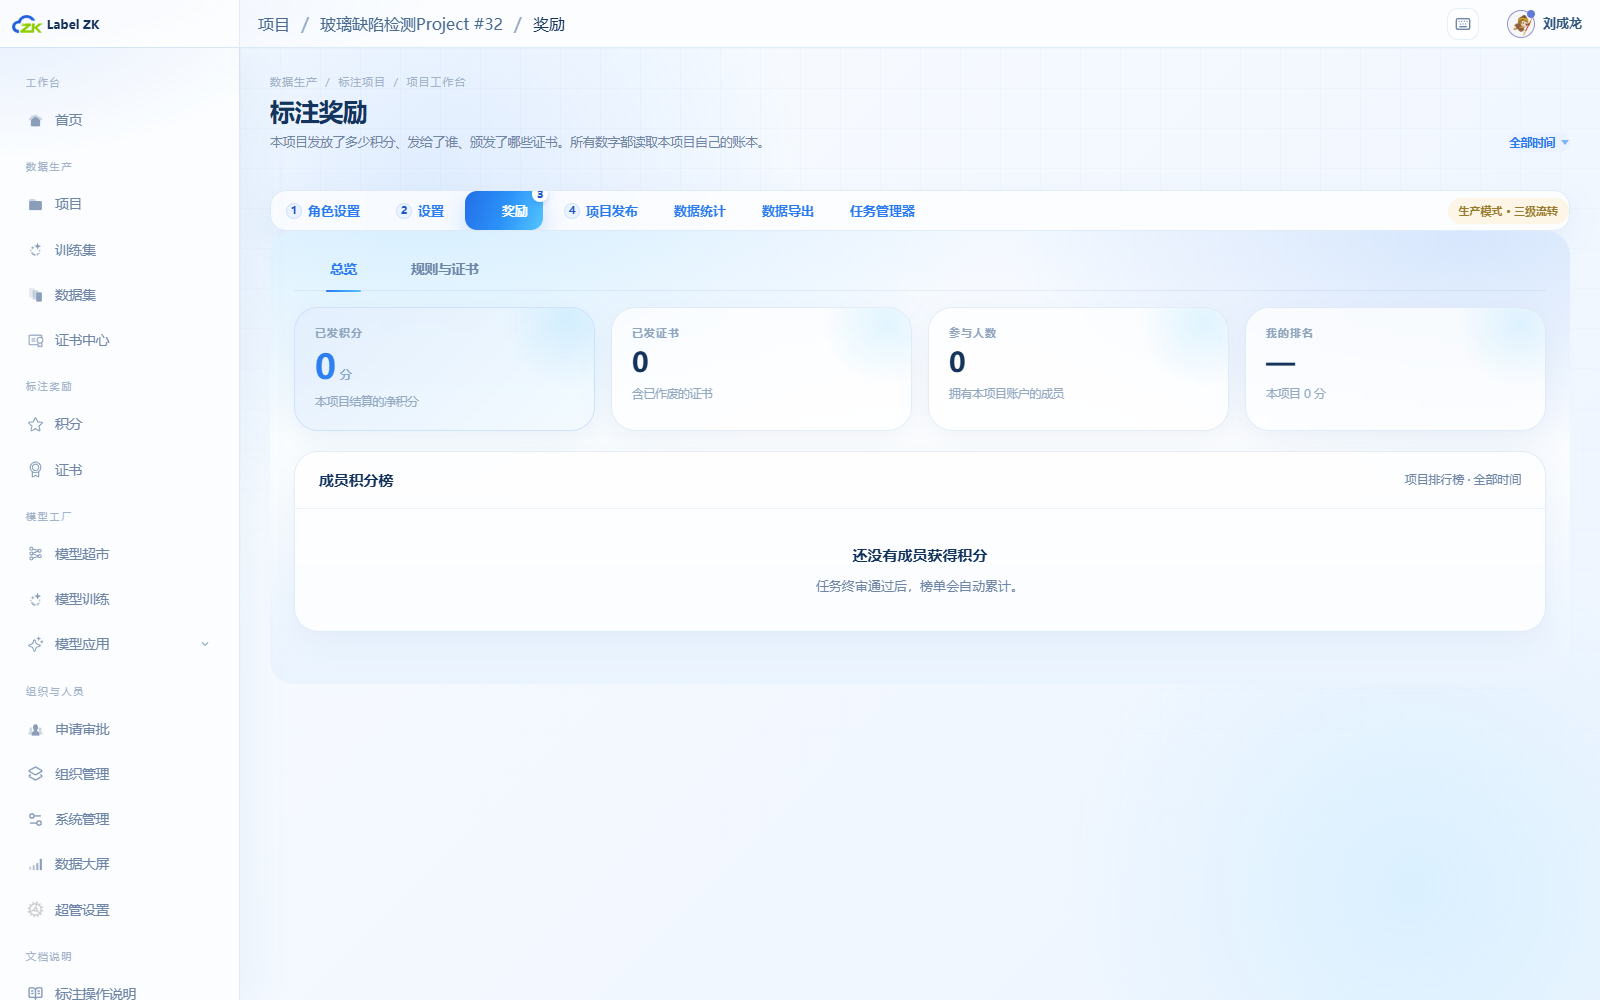 ZK Label ZK
项目 / 玻璃缺陷检测Project #32 / 奖励
刘成龙
工作台
首页
数据生产
项目
训练集
数据集
证书中心
标注奖励
积分
证书
模型工厂
模型超市
模型训练
模型应用
组织与人员
申请审批
组织管理
系统管理
数据大屏
超管设置
文档说明
标注操作说明
数据生产 / 标注项目 / 项目工作台
标注奖励
本项目发放了多少积分、发给了谁、颁发了哪些证书。所有数字都读取本项目自己的账本。
全部时间
1 角色设置 2 设置 奖励 3 4 项目发布 数据统计 数据导出 任务管理器
生产模式·三级流转
总览 规则与证书
已发积分
0 分
本项目结算的净积分
已发证书
0
含已作废的证书
参与人数
0
拥有本项目账户的成员
我的排名
—
本项目 0 分
成员积分榜
项目排行榜·全部时间
还没有成员获得积分
任务终审通过后，榜单会自动累计。